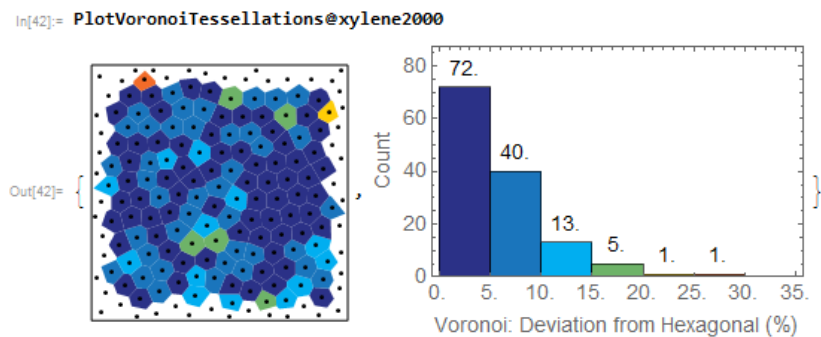 In[42]:= PlotVoronoiTessellations@xylene2000
Out[42]= {
,
Count
80
60
40
20
0
72.
40.
13.
5.
1.
1.
0. 5. 10. 15. 20. 25. 30. 35.
Voronoi: Deviation from Hexagonal (%)
}